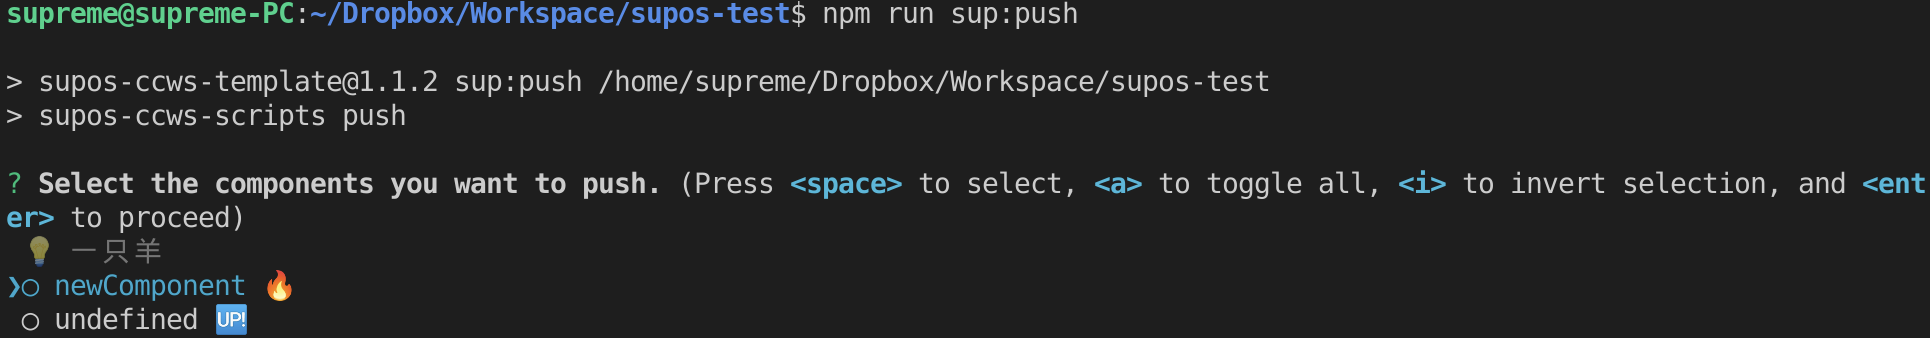 supreme@supreme-PC:~/Dropbox/Workspace/supos-test$ npm run sup:push
> supos-ccws-template@1.1.2 sup:push /home/supreme/Dropbox/Workspace/supos-test
> supos-ccws-scripts push
? Select the components you want to push. (Press <space> to select, <a> to toggle all, <i> to invert selection, and <ent
er> to proceed)
💡 一只羊
❯◯ newComponent 🔥
◯ undefined 🆙